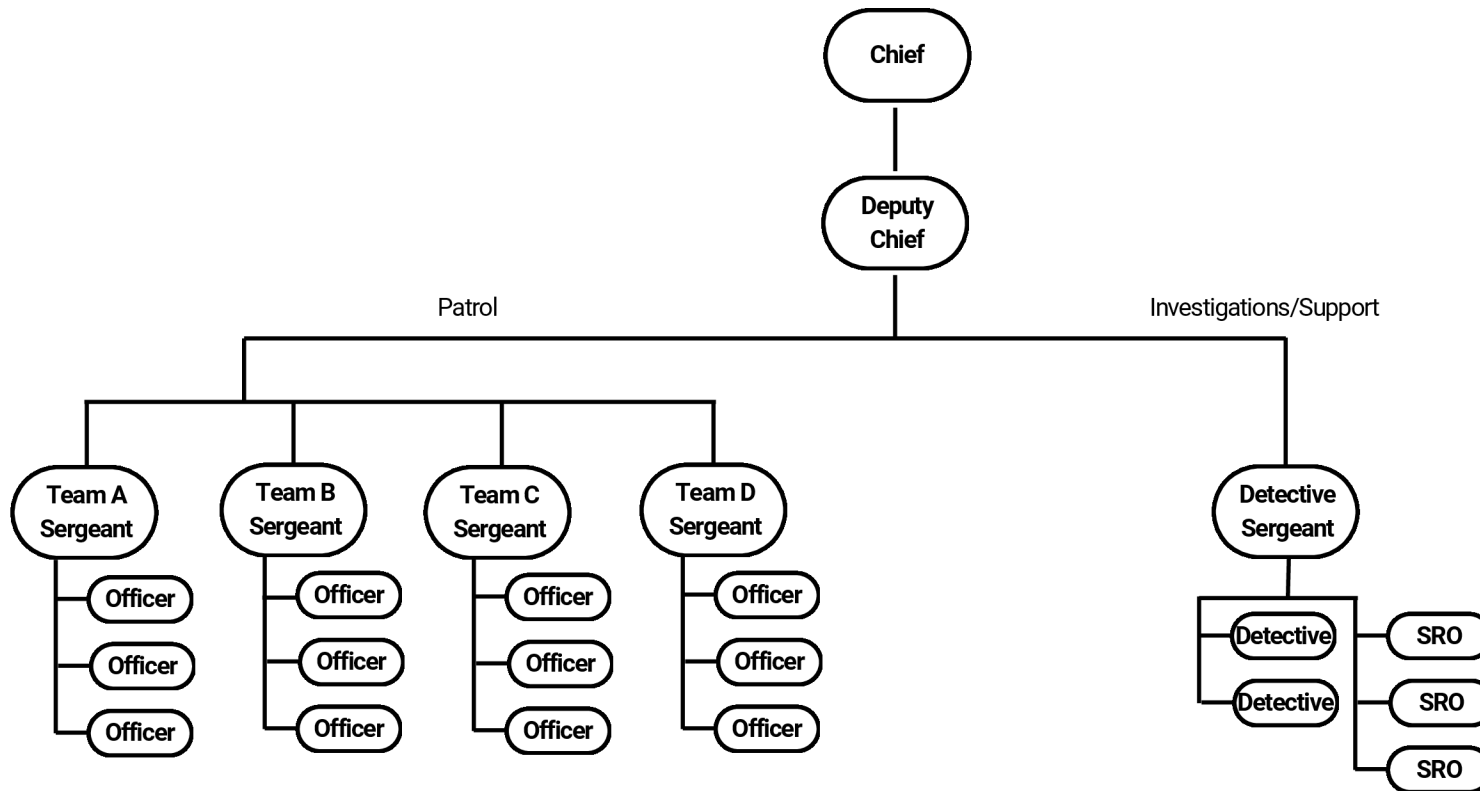 Chief
Deputy
Chief
Patrol
Investigations/Support
Team A
Sergeant
Officer
Officer
Officer
Team B
Sergeant
Officer
Officer
Officer
Team C
Sergeant
Officer
Officer
Officer
Team D
Sergeant
Officer
Officer
Officer
Detective
Sergeant
Detective
Detective
SRO
SRO
SRO